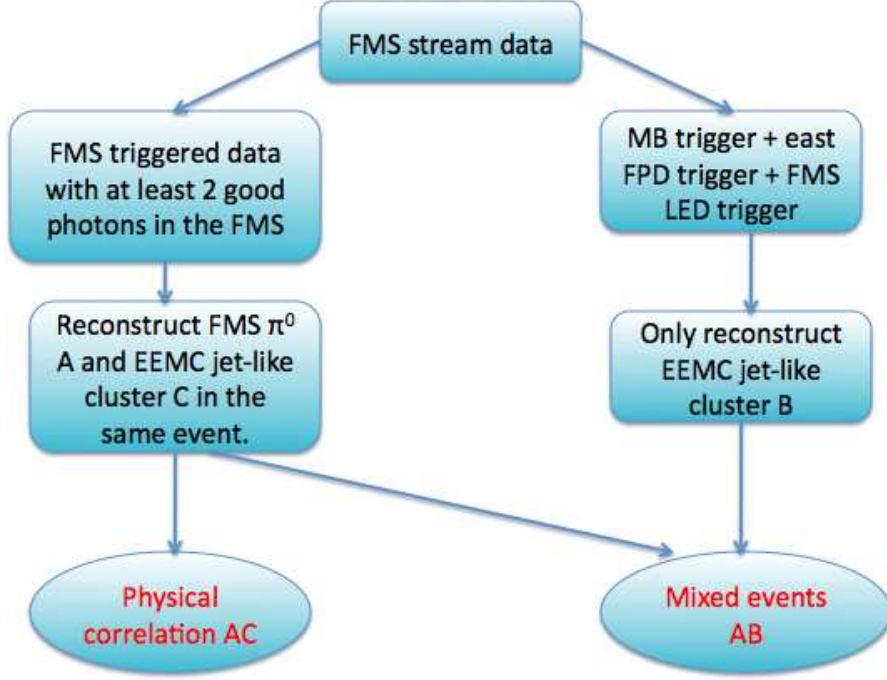 FMS stream data
FMS triggered data
with at least 2 good
photons in the FMS
MB trigger + east
FPD trigger + FMS
LED trigger
Reconstruct FMS π⁰
A and EEMC jet-like
cluster C in the
same event.
Only reconstruct
EEMC jet-like
cluster B
Physical
correlation AC
Mixed events
AB